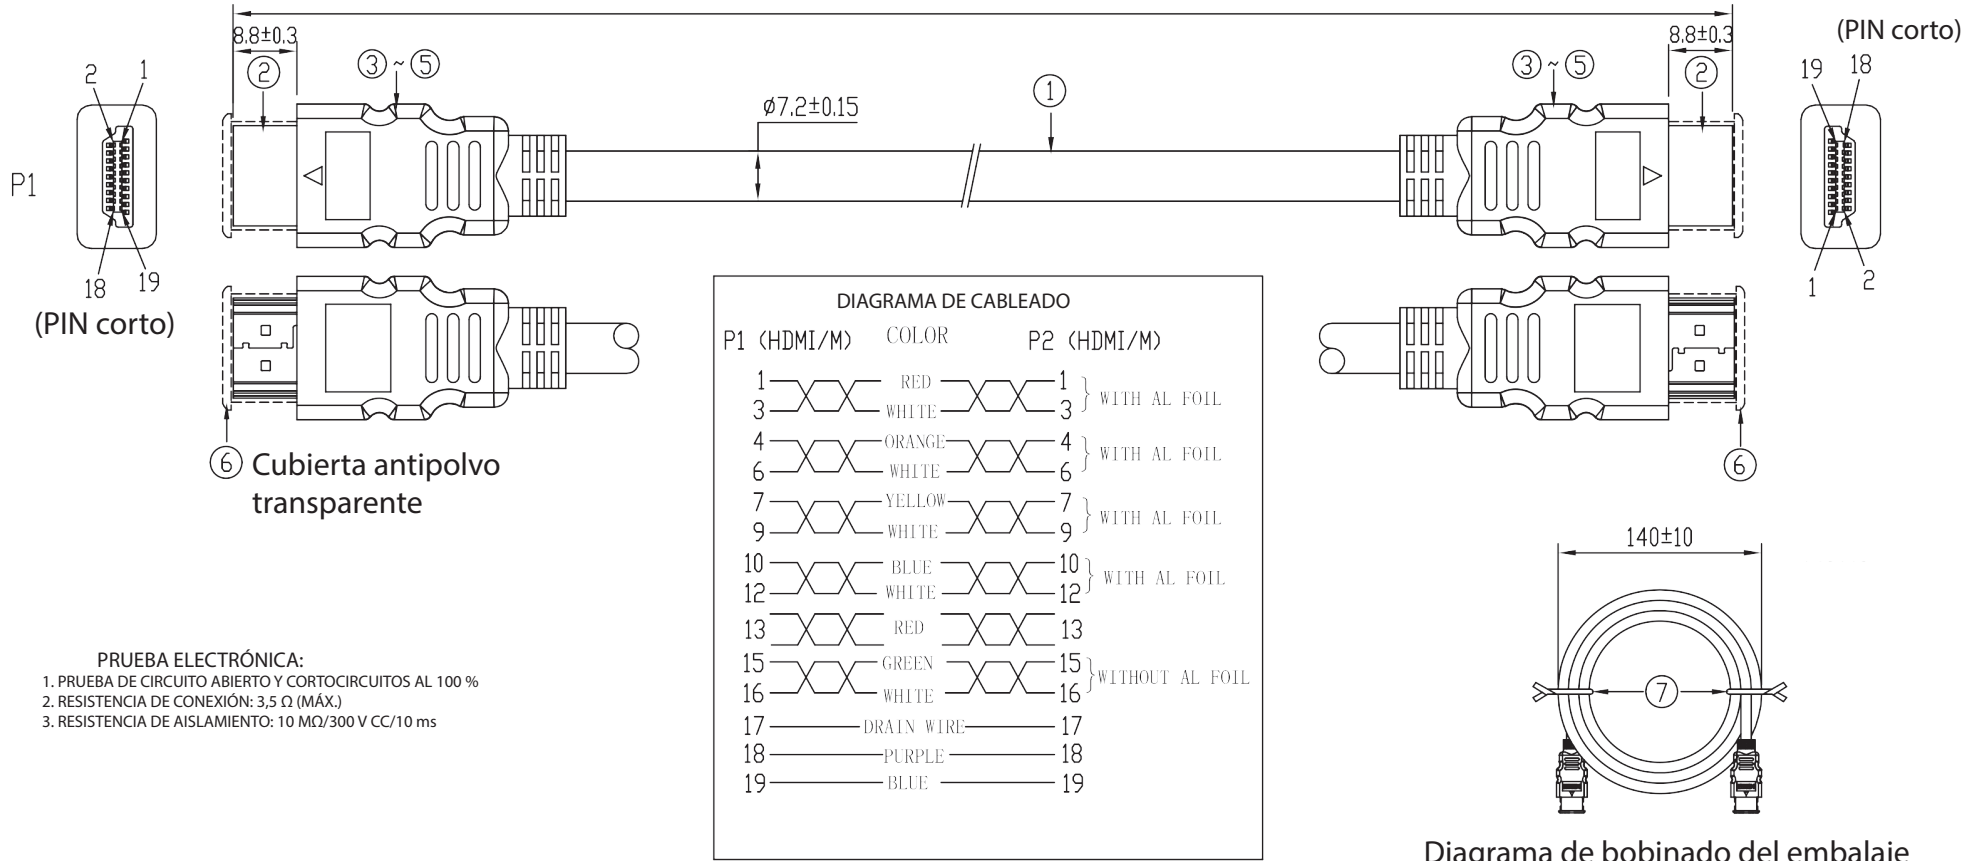 8.8±0.3
8.8±0.3
(PIN corto)
2 1
② ③ ~ ⑤
ø7.2±0.15
①
③ ~ ⑤ ②
19 18
P1
18 19
(PIN corto)
1 2
⑥ Cubierta antipolvo
transparente
⑥
DIAGRAMA DE CABLEADO
P1 (HDMI/M) COLOR P2 (HDMI/M)
1 RED 1
3 WHITE 3
WITH AL FOIL
4 ORANGE 4
6 WHITE 6
WITH AL FOIL
7 YELLOW 7
9 WHITE 9
WITH AL FOIL
10 BLUE 10
12 WHITE 12
WITH AL FOIL
13 RED 13
15 GREEN 15
16 WHITE 16
WITHOUT AL FOIL
17 DRAIN WIRE 17
18 PURPLE 18
19 BLUE 19
PRUEBA ELECTRÓNICA:
1. PRUEBA DE CIRCUITO ABIERTO Y CORTOCIRCUITOS AL 100 %
2. RESISTENCIA DE CONEXIÓN: 3,5 Ω (MÁX.)
3. RESISTENCIA DE AISLAMIENTO: 10 MΩ/300 V CC/10 ms
140±10
⑦
Diagrama de bobinado del embalaje